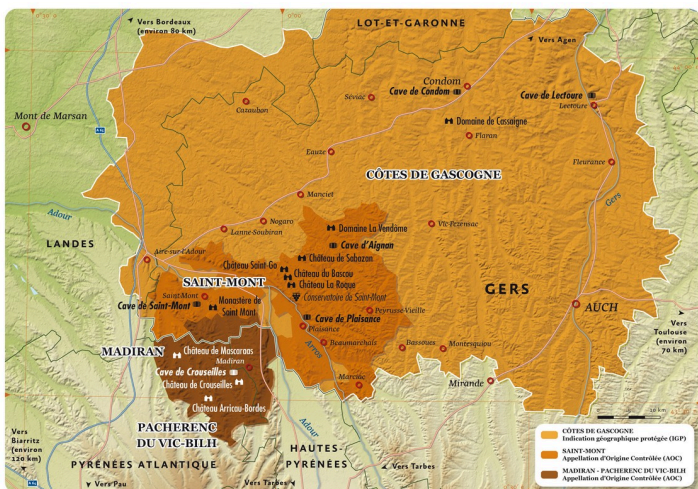 Vers Bordeaux
(environ 80 km)
LOT-ET-GARONNE
Vers Agen
Condom
Cave de Condom
Cave de Lectoure
Lectoure
Sévuac
Cazaubon
Mont de Marsan
Domaine de Cassaigne
Flaran
Eauze
Fleurance
CÔTES DE GASCOGNE
Manciet
Gers
Adour
Nogaro
Lanne-Soubiran
Domaine La Vendôme
Vic-Fezensac
LANDES
Cave d'Aignan
Aire-sur-l'Adour
Château de Sabazan
Château Saint-Go
Château du Bascou
SAINT-MONT
Château La Roque
GERS
Saint-Mont
Conservatoire de Saint-Mont
Cave de Saint-Mont
Monastère de
Saint Mont
AUCH
Peyrusse-Vieille
Cave de Plaisance
Plaisance
Vers
Toulouse
(environ
70 km)
Arros
Beaumarchais
Bassoues
Montesquiou
MADIRAN
Château de Mascaraas
Madiran
Cave de Crouseilles
Château de Crouseilles
Marciac
Mirande
Château Arricau-Bordes
20 km
PACHERENC
DU VIC-BILH
Adour
Vers
Biarritz
(environ
120 km)
HAUTES-
PYRÉNÉES
PYRÉNÉES ATLANTIQUE
Vers Pau
Vers Tarbes
Vers Tarbes
CÔTES DE GASCOGNE
Indication géographique protégée (IGP)
SAINT-MONT
Appellation d'Origine Contrôlée (AOC)
MADIRAN - PACHERENC DU VIC-BILH
Appellation d'Origine Contrôlée (AOC)